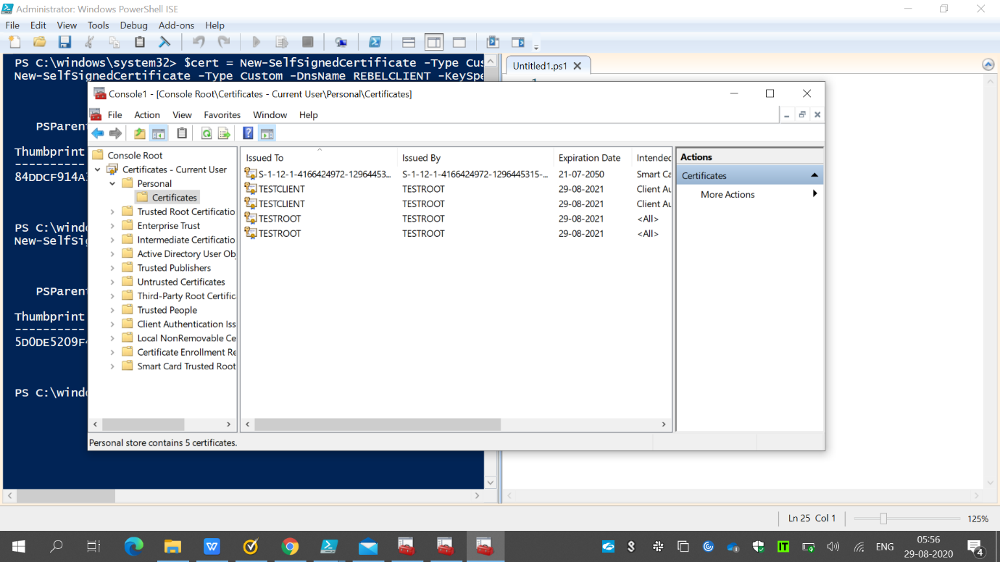 Administrator: Windows PowerShell ISE
File Edit View Tools Debug Add-ons Help
PS C:\windows\system32> $cert = New-SelfSignedCertificate -Type Cus
New-SelfSignedCertificate -Type Custom -DnsName REBELCLIENT -KeySpe
Untitled1.ps1
1
PSParent
Thumbprint
84DDCF914A
PS C:\windo
New-SelfSig
PSParent
Thumbprint
5D0DE5209F4
PS C:\windo
Console1 - [Console Root\Certificates - Current User\Personal\Certificates]
File Action View Favorites Window Help
Console Root
Certificates - Current User
Personal
Certificates
Trusted Root Certificatio
Enterprise Trust
Intermediate Certificatio
Active Directory User Ob
Trusted Publishers
Untrusted Certificates
Third-Party Root Certific
Trusted People
Client Authentication Iss
Local NonRemovable Ce
Certificate Enrollment Re
Smart Card Trusted Root
Issued To Issued By Expiration Date Intended
S-1-12-1-4166424972-12964453... S-1-12-1-4166424972-1296445315-... 21-07-2050 Smart Ca
TESTCLIENT TESTROOT 29-08-2021 Client Au
TESTCLIENT TESTROOT 29-08-2021 Client Au
TESTROOT TESTROOT 29-08-2021 <All>
TESTROOT TESTROOT 29-08-2021 <All>
Actions
Certificates
More Actions
Personal store contains 5 certificates.
Ln 25 Col 1 125%
ENG
05:56
29-08-2020
4